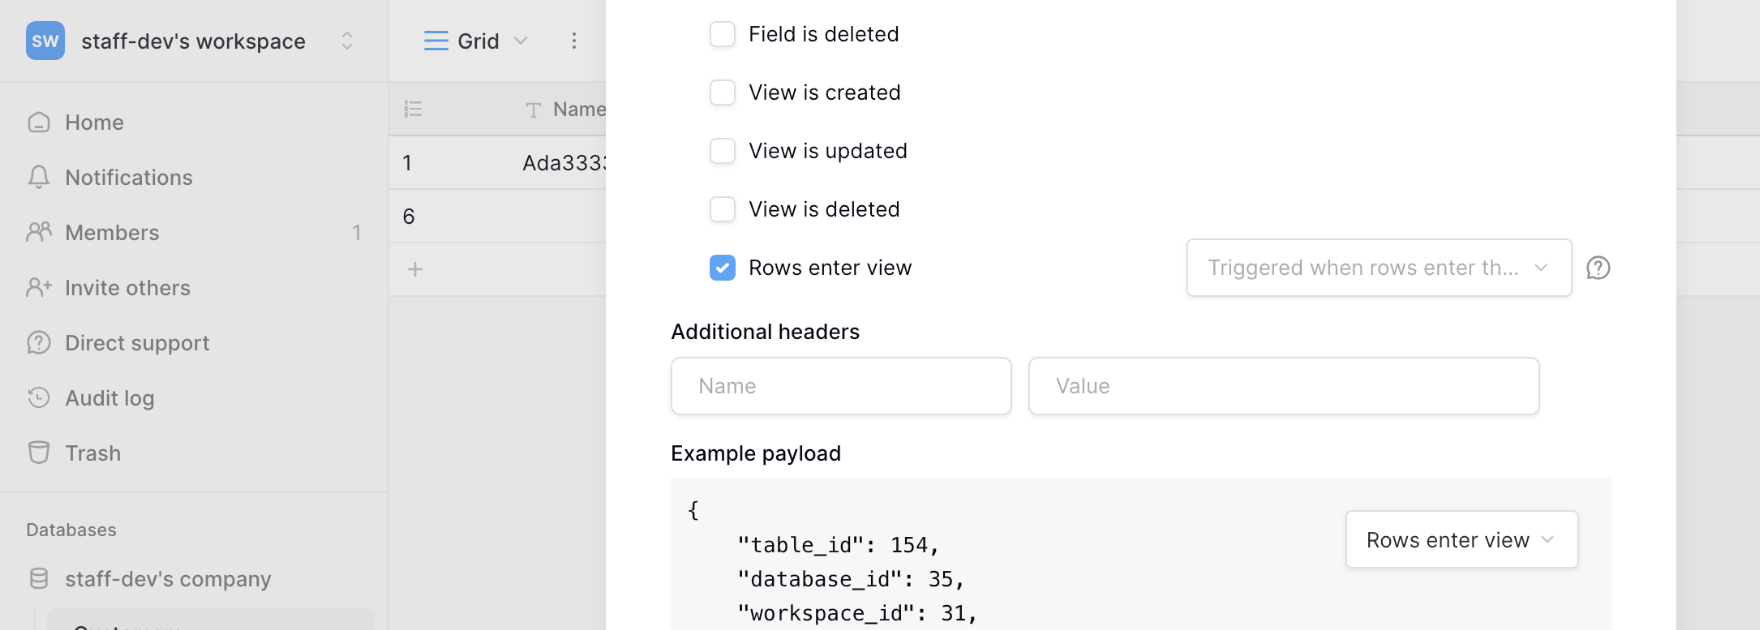 SW staff-dev's workspace
Home
Notifications
Members 1
Invite others
Direct support
Audit log
Trash
Databases
staff-dev's company
Grid
Name
1 Ada3333
6
Field is deleted
View is created
View is updated
View is deleted
Rows enter view Triggered when rows enter th...
Additional headers
Name Value
Example payload
{
"table_id": 154,
"database_id": 35,
"workspace_id": 31,
Rows enter view